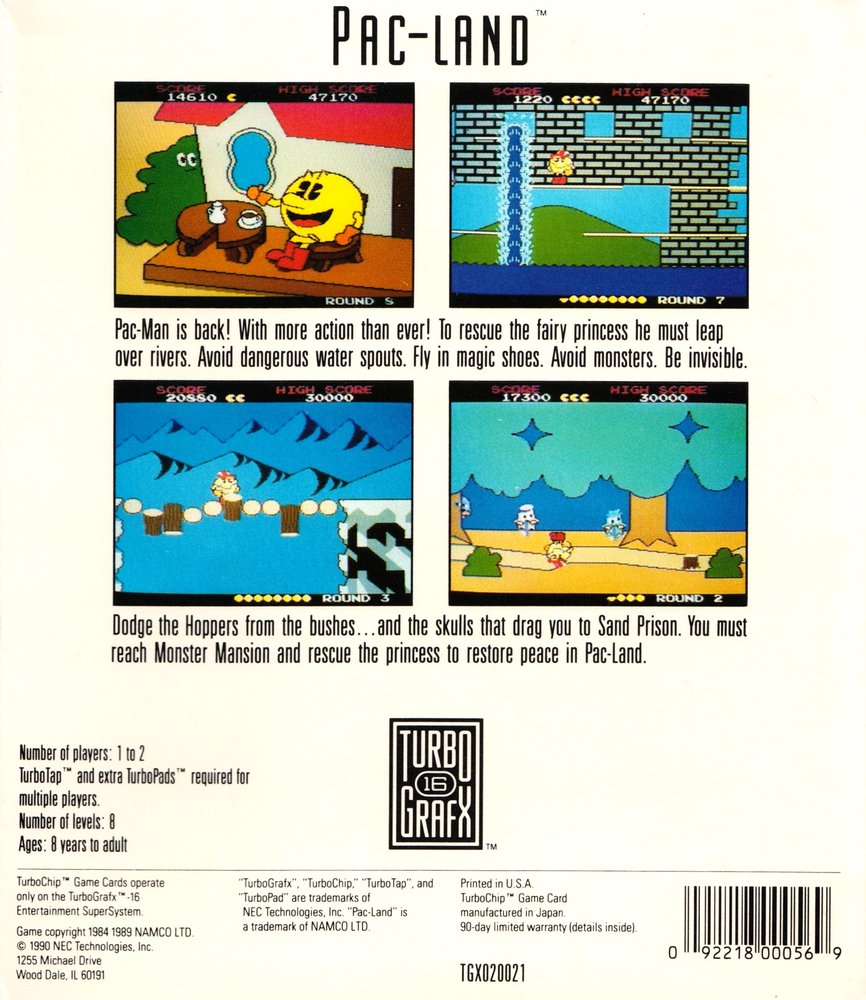 PAC-LAND™
SCORE HIGH SCORE
14610 47170
ROUND 8
SCORE HIGH SCORE
1220 47170
ROUND 7
Pac-Man is back! With more action than ever! To rescue the fairy princess he must leap
over rivers. Avoid dangerous water spouts. Fly in magic shoes. Avoid monsters. Be invisible.
SCORE HIGH SCORE
20880 30000
ROUND 3
SCORE HIGH SCORE
17300 30000
ROUND 2
Dodge the Hoppers from the bushes...and the skulls that drag you to Sand Prison. You must
reach Monster Mansion and rescue the princess to restore peace in Pac-Land.
Number of players: 1 to 2
TurboTap™ and extra TurboPads™ required for
multiple players.
Number of levels: 8
Ages: 8 years to adult
TURBO
16
GRAFX
™
TurboChip™ Game Cards operate
only on the TurboGrafx™-16
Entertainment SuperSystem.
Game copyright 1984 1989 NAMCO LTD.
© 1990 NEC Technologies, Inc.
1255 Michael Drive
Wood Dale, IL 60191
"TurboGrafx", "TurboChip," "TurboTap", and
"TurboPad" are trademarks of
NEC Technologies, Inc. "Pac-Land" is
a trademark of NAMCO LTD.
Printed in U.S.A.
TurboChip™ Game Card
manufactured in Japan.
90-day limited warranty (details inside).
TGX020021
0 92218 00056 9